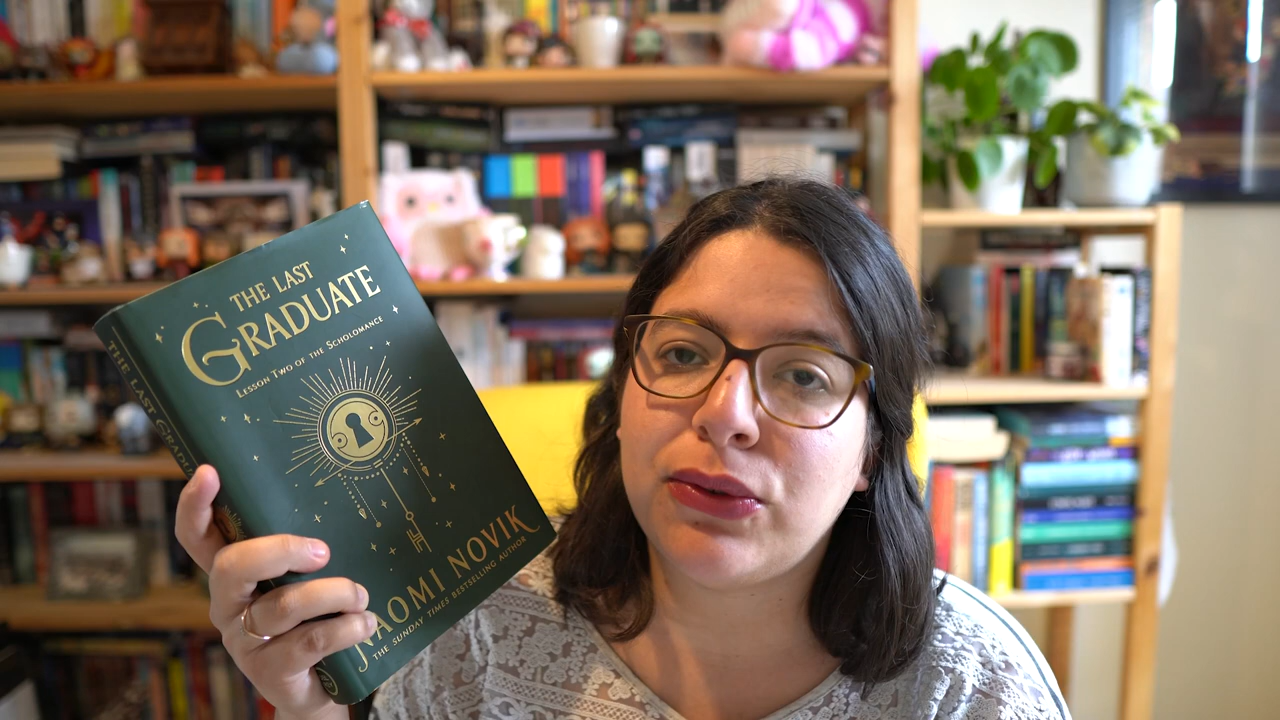 THE LAST
GRADUATE
LESSON TWO OF THE SCHOLOMANCE
NAOMI NOVIK
THE SUNDAY TIMES BESTSELLING AUTHOR
THE LAST GRADUATE